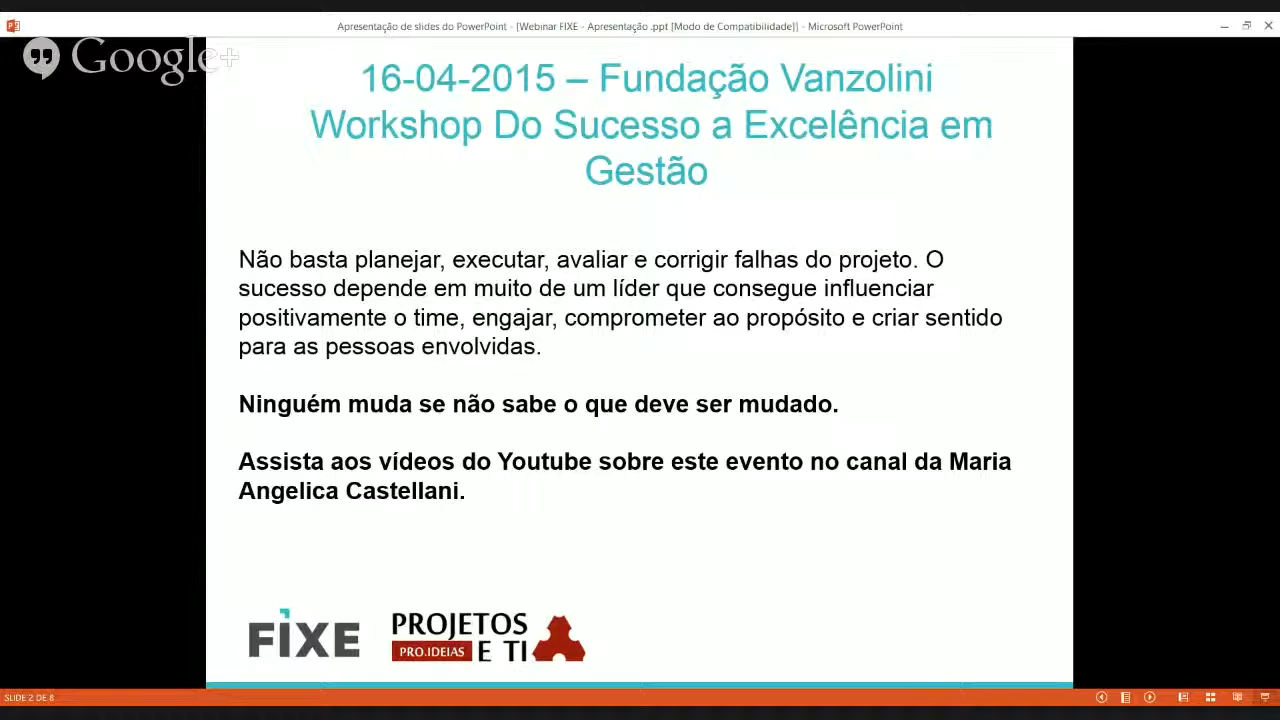 Apresentação de slides do PowerPoint - [Webinar FIXE - Apresentação .ppt [Modo de Compatibilidade]] - Microsoft PowerPoint
Google+
16-04-2015 – Fundação Vanzolini
Workshop Do Sucesso a Excelência em
Gestão
Não basta planejar, executar, avaliar e corrigir falhas do projeto. O
sucesso depende em muito de um líder que consegue influenciar
positivamente o time, engajar, comprometer ao propósito e criar sentido
para as pessoas envolvidas.
Ninguém muda se não sabe o que deve ser mudado.
Assista aos vídeos do Youtube sobre este evento no canal da Maria
Angelica Castellani.
FIXE
PROJETOS
PRO.IDEIAS E TI
SLIDE 2 DE 8